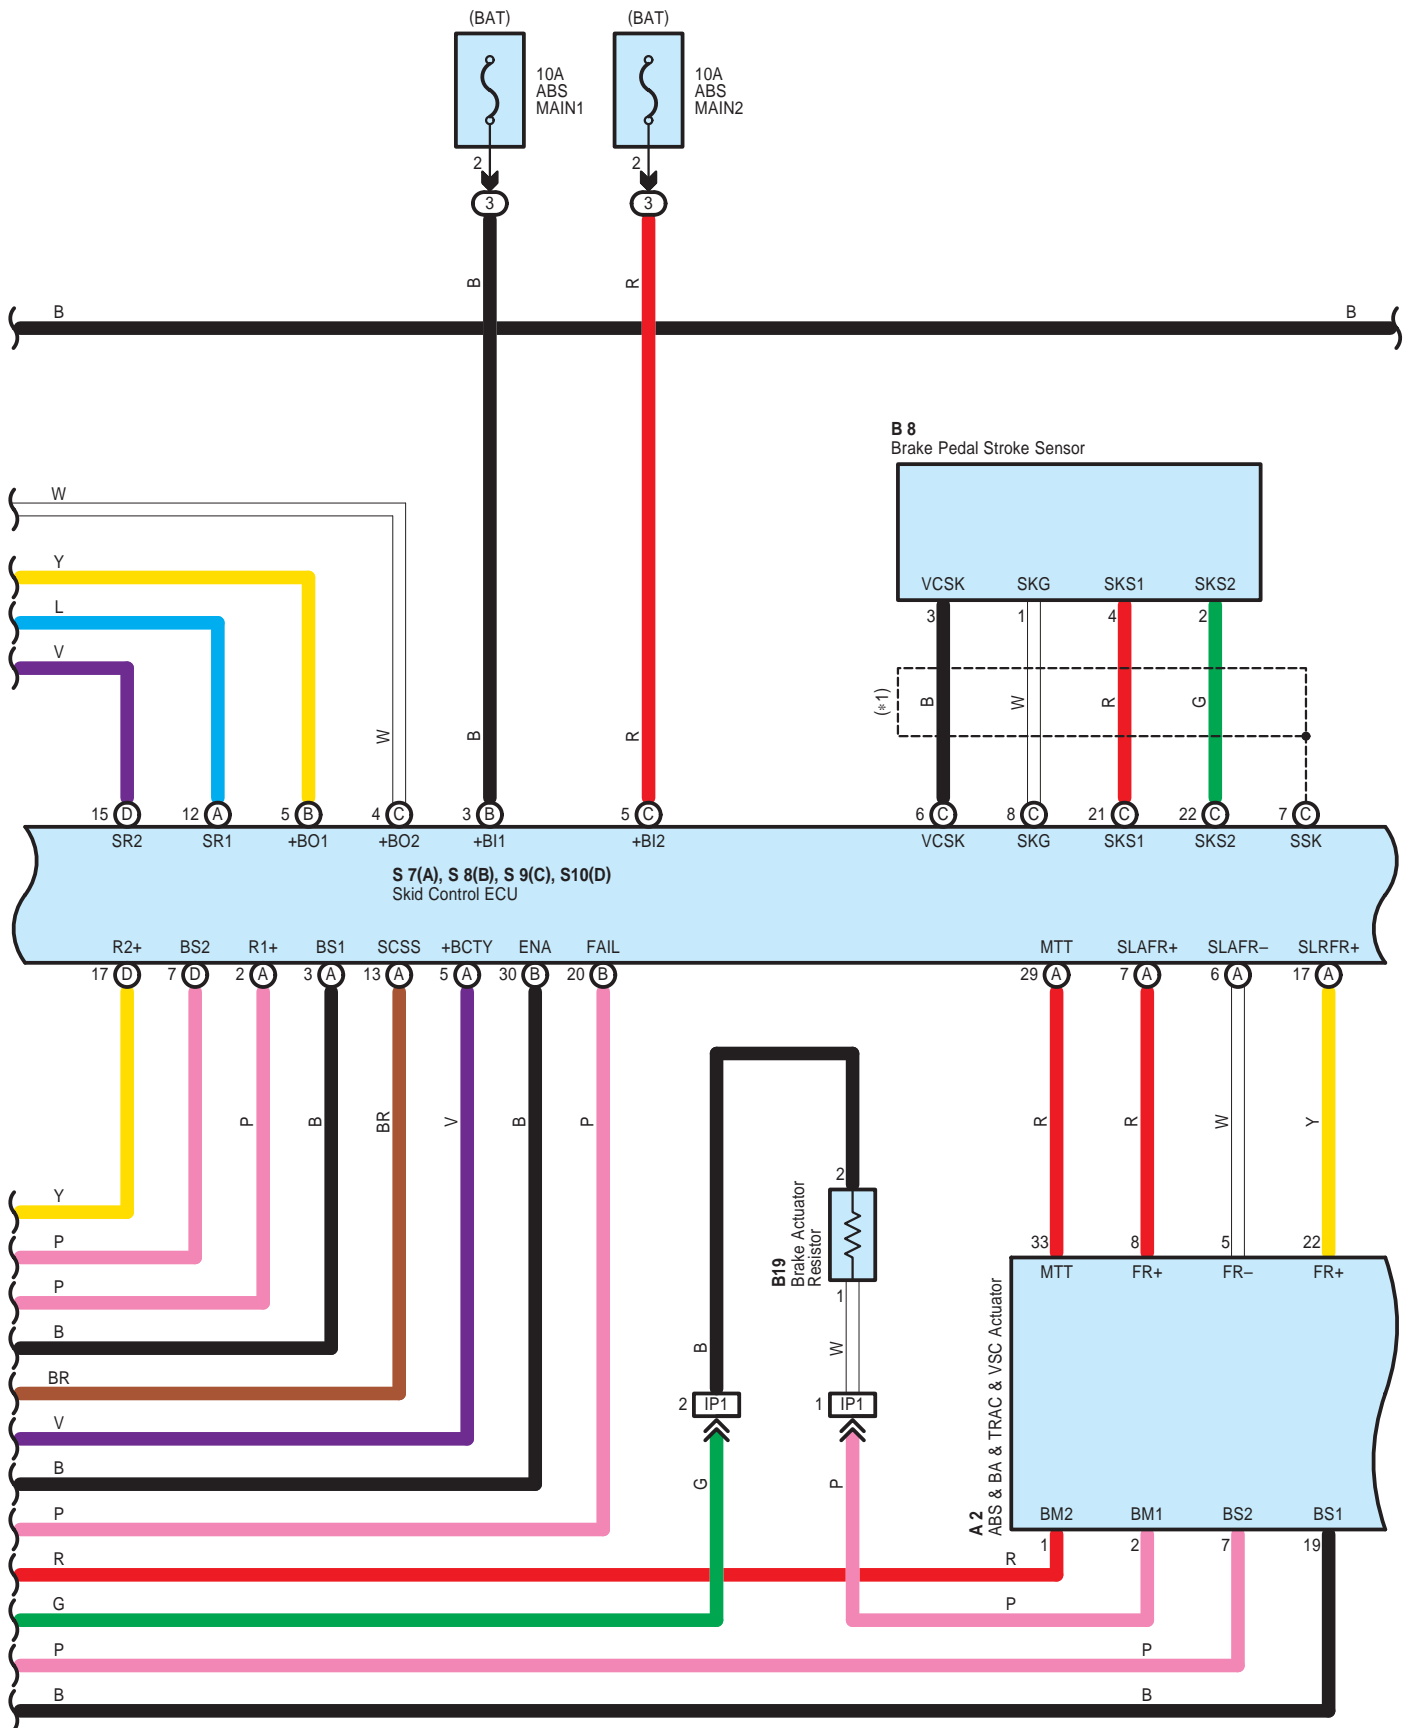 (BAT)
(BAT)
10A
ABS
MAIN1
10A
ABS
MAIN2
2
2
3
3
B
R
B
B
B 8
Brake Pedal Stroke Sensor
W
Y
L
V
VCSK
SKG
SKS1
SKS2
3
1
4
2
(*1)
B
W
R
G
W
B
R
15 D
12 A
5 B
4 C
3 B
5 C
6 C
8 C
21 C
22 C
7 C
SR2
SR1
+BO1
+BO2
+BI1
+BI2
VCSK
SKG
SKS1
SKS2
SSK
S 7(A), S 8(B), S 9(C), S10(D)
Skid Control ECU
R2+
BS2
R1+
BS1
SCSS
+BCTY
ENA
FAIL
MTT
SLAFR+
SLAFR–
SLRFR+
17 D
7 D
2 A
3 A
13 A
5 A
30 B
20 B
29 A
7 A
6 A
17 A
P
B
BR
V
B
P
R
R
W
Y
2
B19
Brake Actuator
Resistor
1
Y
P
P
B
BR
V
B
P
R
G
P
B
B
W
2 IP1
1 IP1
G
P
33
8
5
22
MTT
FR+
FR–
FR+
A 2
ABS & BA & TRAC & VSC Actuator
BM2
BM1
BS2
BS1
1
2
7
19
R
P
P
B